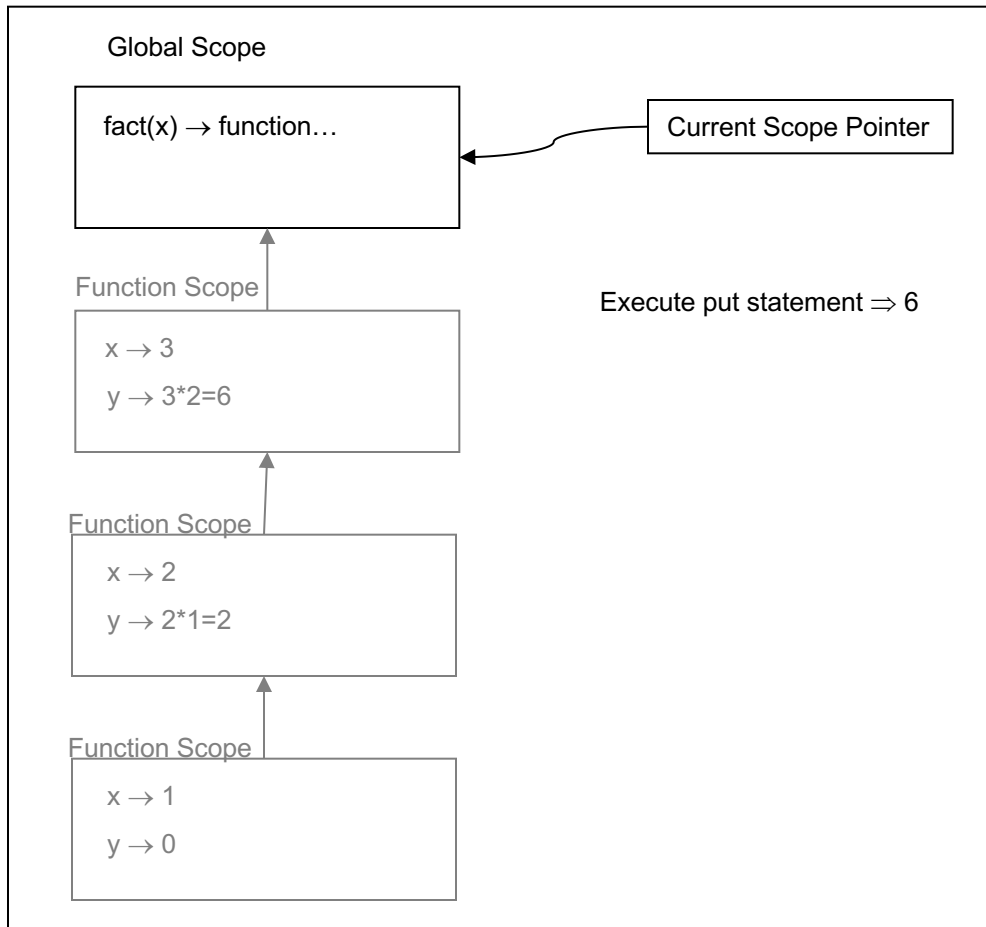 Global Scope
fact(x) → function…
Current Scope Pointer
Function Scope
Execute put statement ⇒ 6
x → 3
y → 3*2=6
Function Scope
x → 2
y → 2*1=2
Function Scope
x → 1
y → 0